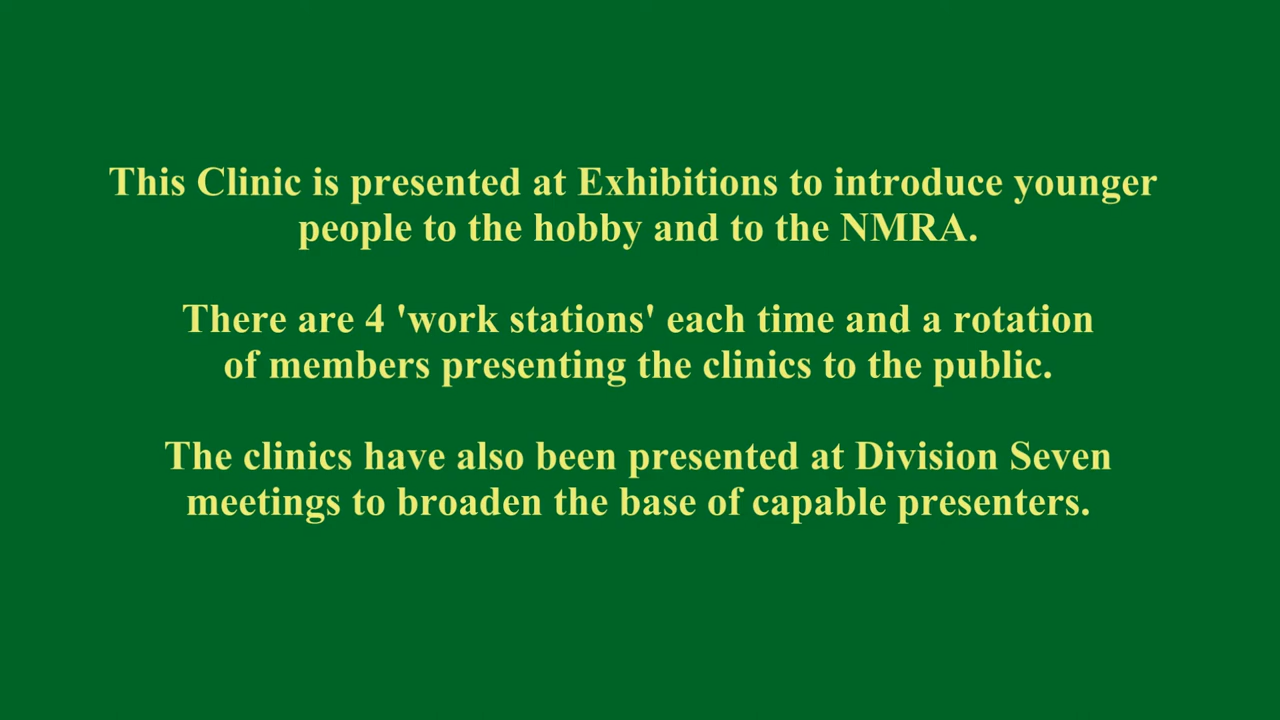 This Clinic is presented at Exhibitions to introduce younger
people to the hobby and to the NMRA.
There are 4 'work stations' each time and a rotation
of members presenting the clinics to the public.
The clinics have also been presented at Division Seven
meetings to broaden the base of capable presenters.